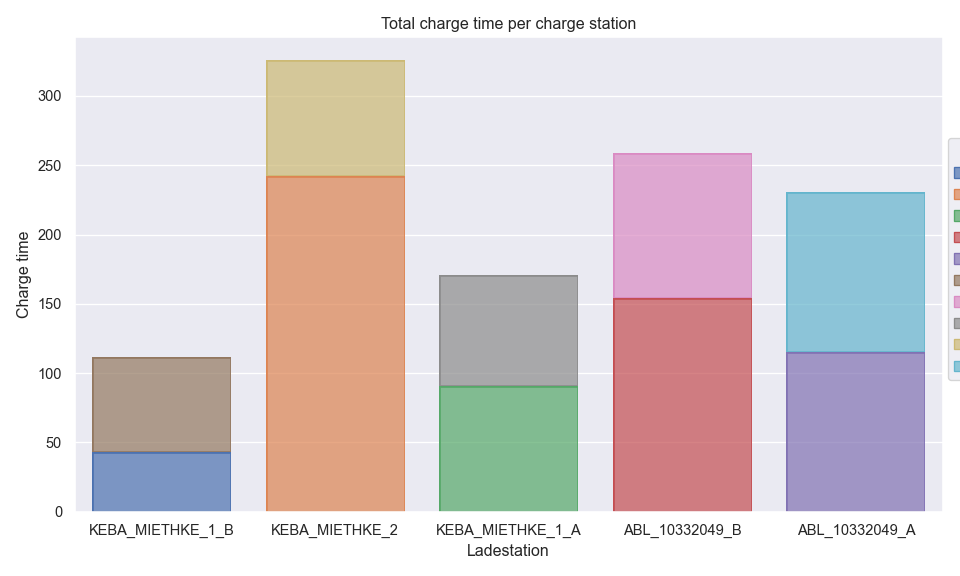 Total charge time per charge station
Charge time
300
250
200
150
100
50
0
KEBA_MIETHKE_1_B KEBA_MIETHKE_2 KEBA_MIETHKE_1_A ABL_10332049_B ABL_10332049_A
Ladestation